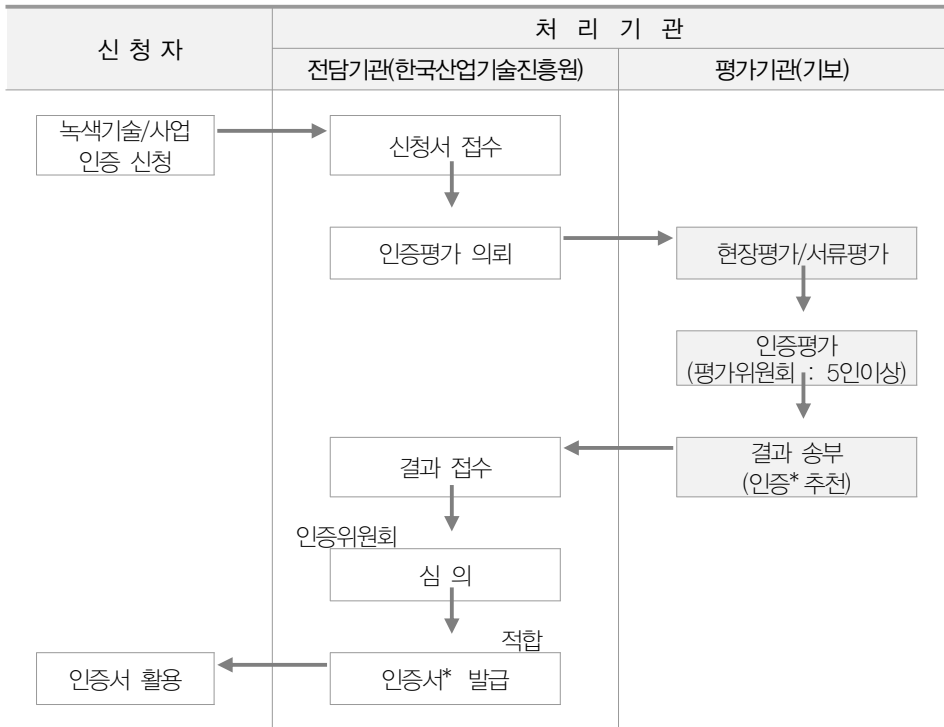 신 청 자
처 리 기 관
전담기관(한국산업기술진흥원)
평가기관(기보)
녹색기술/사업
인증 신청
신청서 접수
인증평가 의뢰
현장평가/서류평가
인증평가
(평가위원회 : 5인이상)
결과 송부
(인증* 추천)
결과 접수
인증위원회
심 의
적합
인증서* 발급
인증서 활용